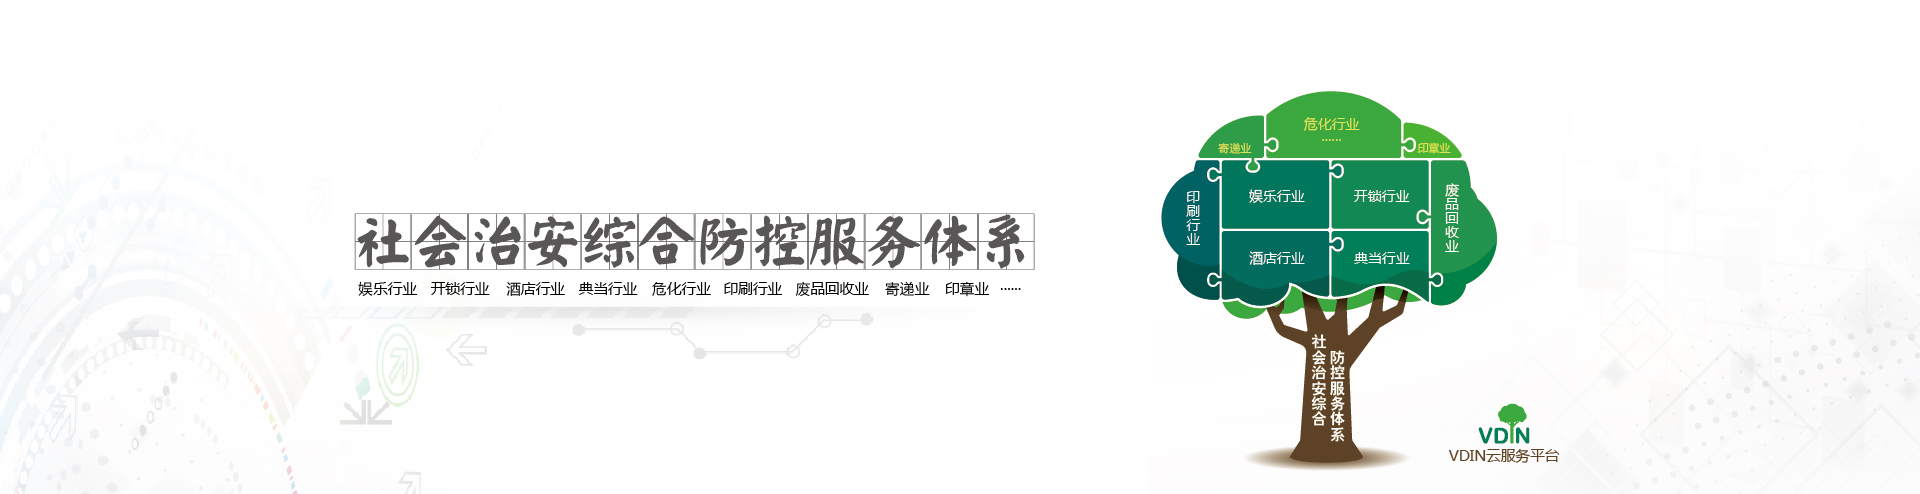 社会治安综合防控服务体系
娱乐行业 开锁行业 酒店行业 典当行业 危化行业 印刷行业 废品回收业 寄递业 印章业 ······
危化行业
······
寄递业
印章业
印刷行业
娱乐行业
开锁行业
废品回收业
酒店行业
典当行业
社会治安综合
防控服务体系
VDIN
VDIN云服务平台